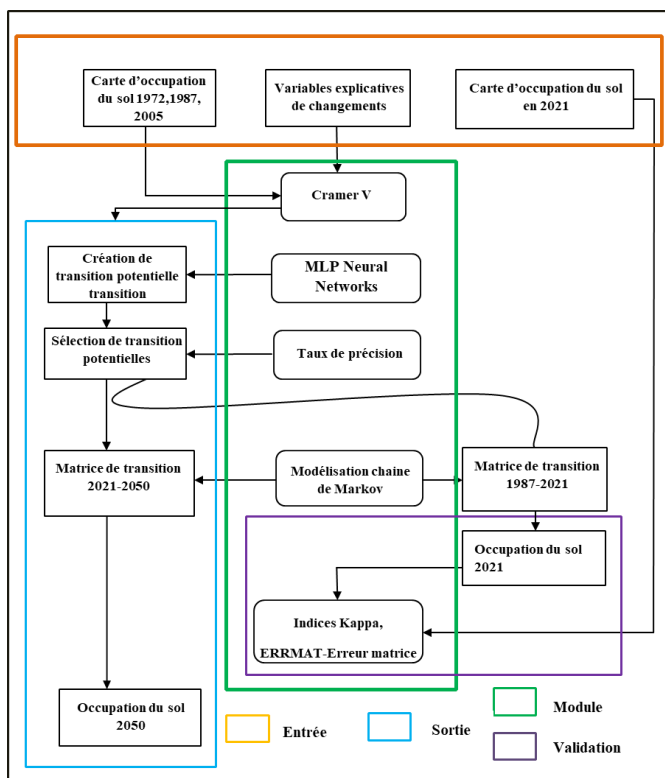 Carte d'occupation
du sol 1972,1987,
2005
Variables explicatives
de changements
Carte d'occupation du sol
en 2021
Cramer V
Création de
transition potentielle
transition
MLP Neural
Networks
Sélection de transition
potentielles
Taux de précision
Matrice de transition
2021-2050
Modélisation chaine
de Markov
Matrice de transition
1987-2021
Occupation du sol
2021
Indices Kappa,
ERRMAT-Erreur matrice
Occupation du sol
2050
Entrée
Sortie
Module
Validation